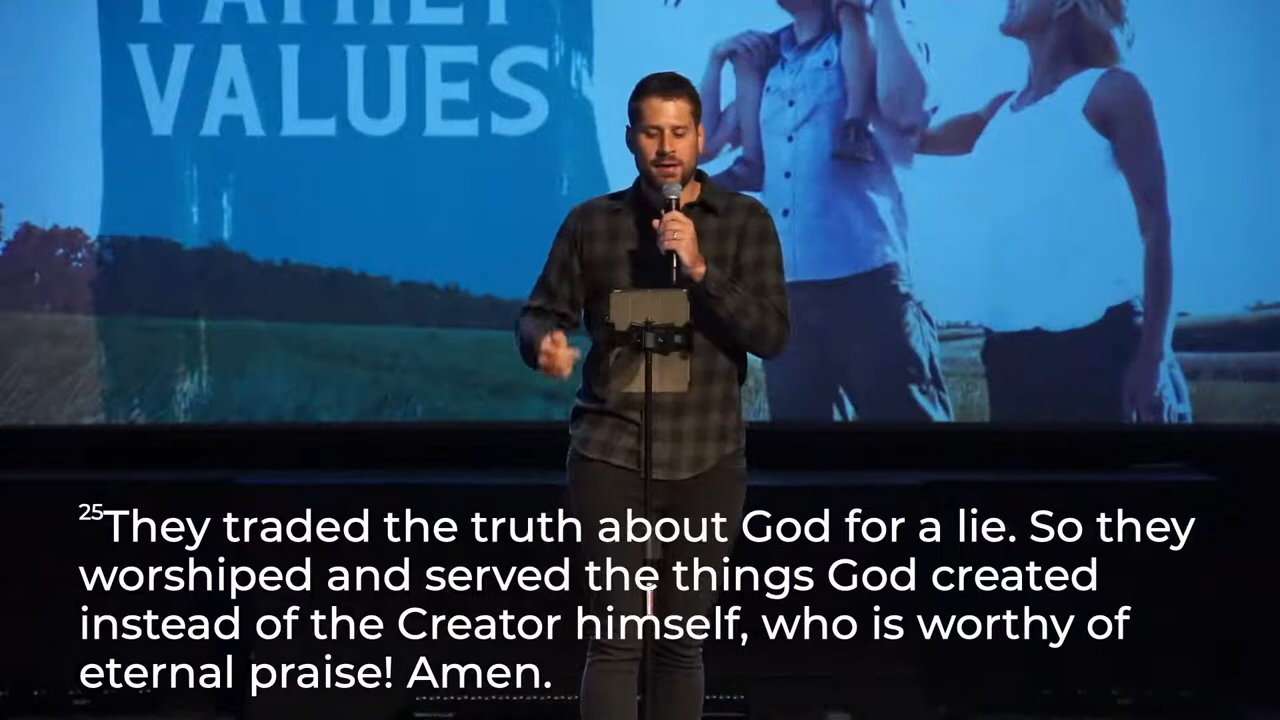 FAMILY
VALUES
²⁵They traded the truth about God for a lie. So they
worshiped and served the things God created
instead of the Creator himself, who is worthy of
eternal praise! Amen.